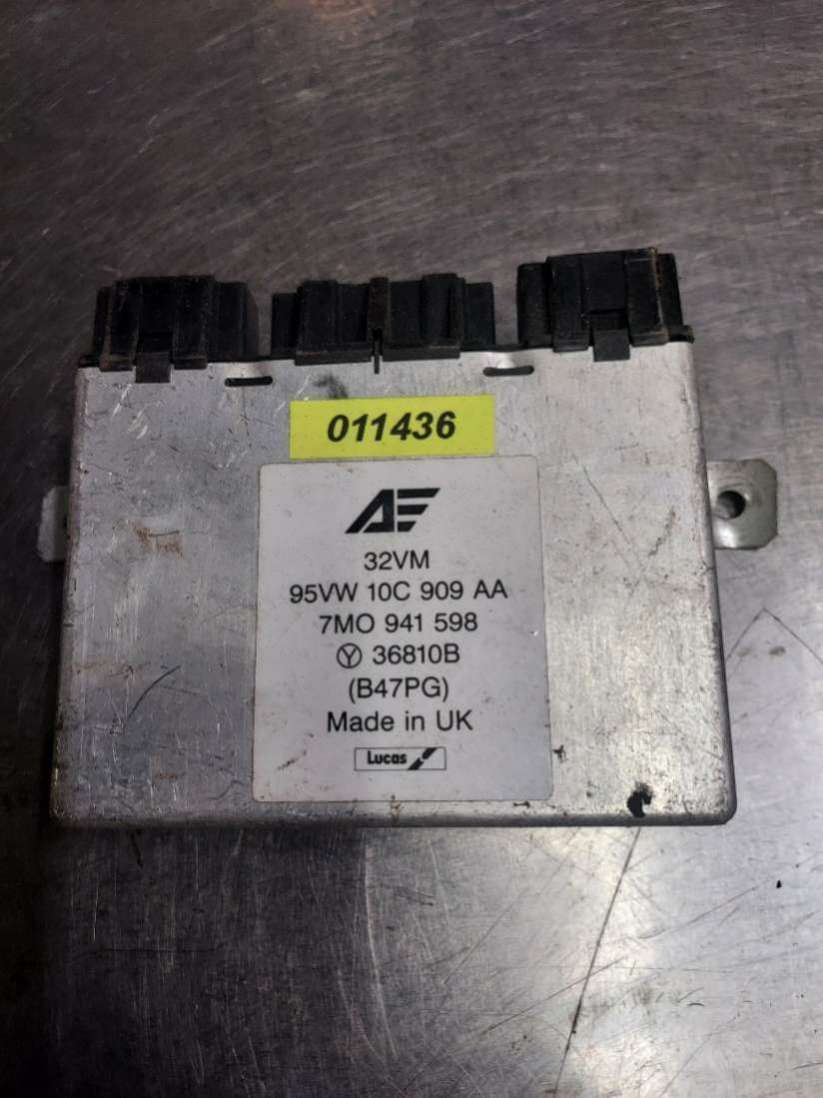 011436
AE
32VM
95VW 10C 909 AA
7MO 941 598
Ⓨ 36810B
(B47PG)
Made in UK
Lucas